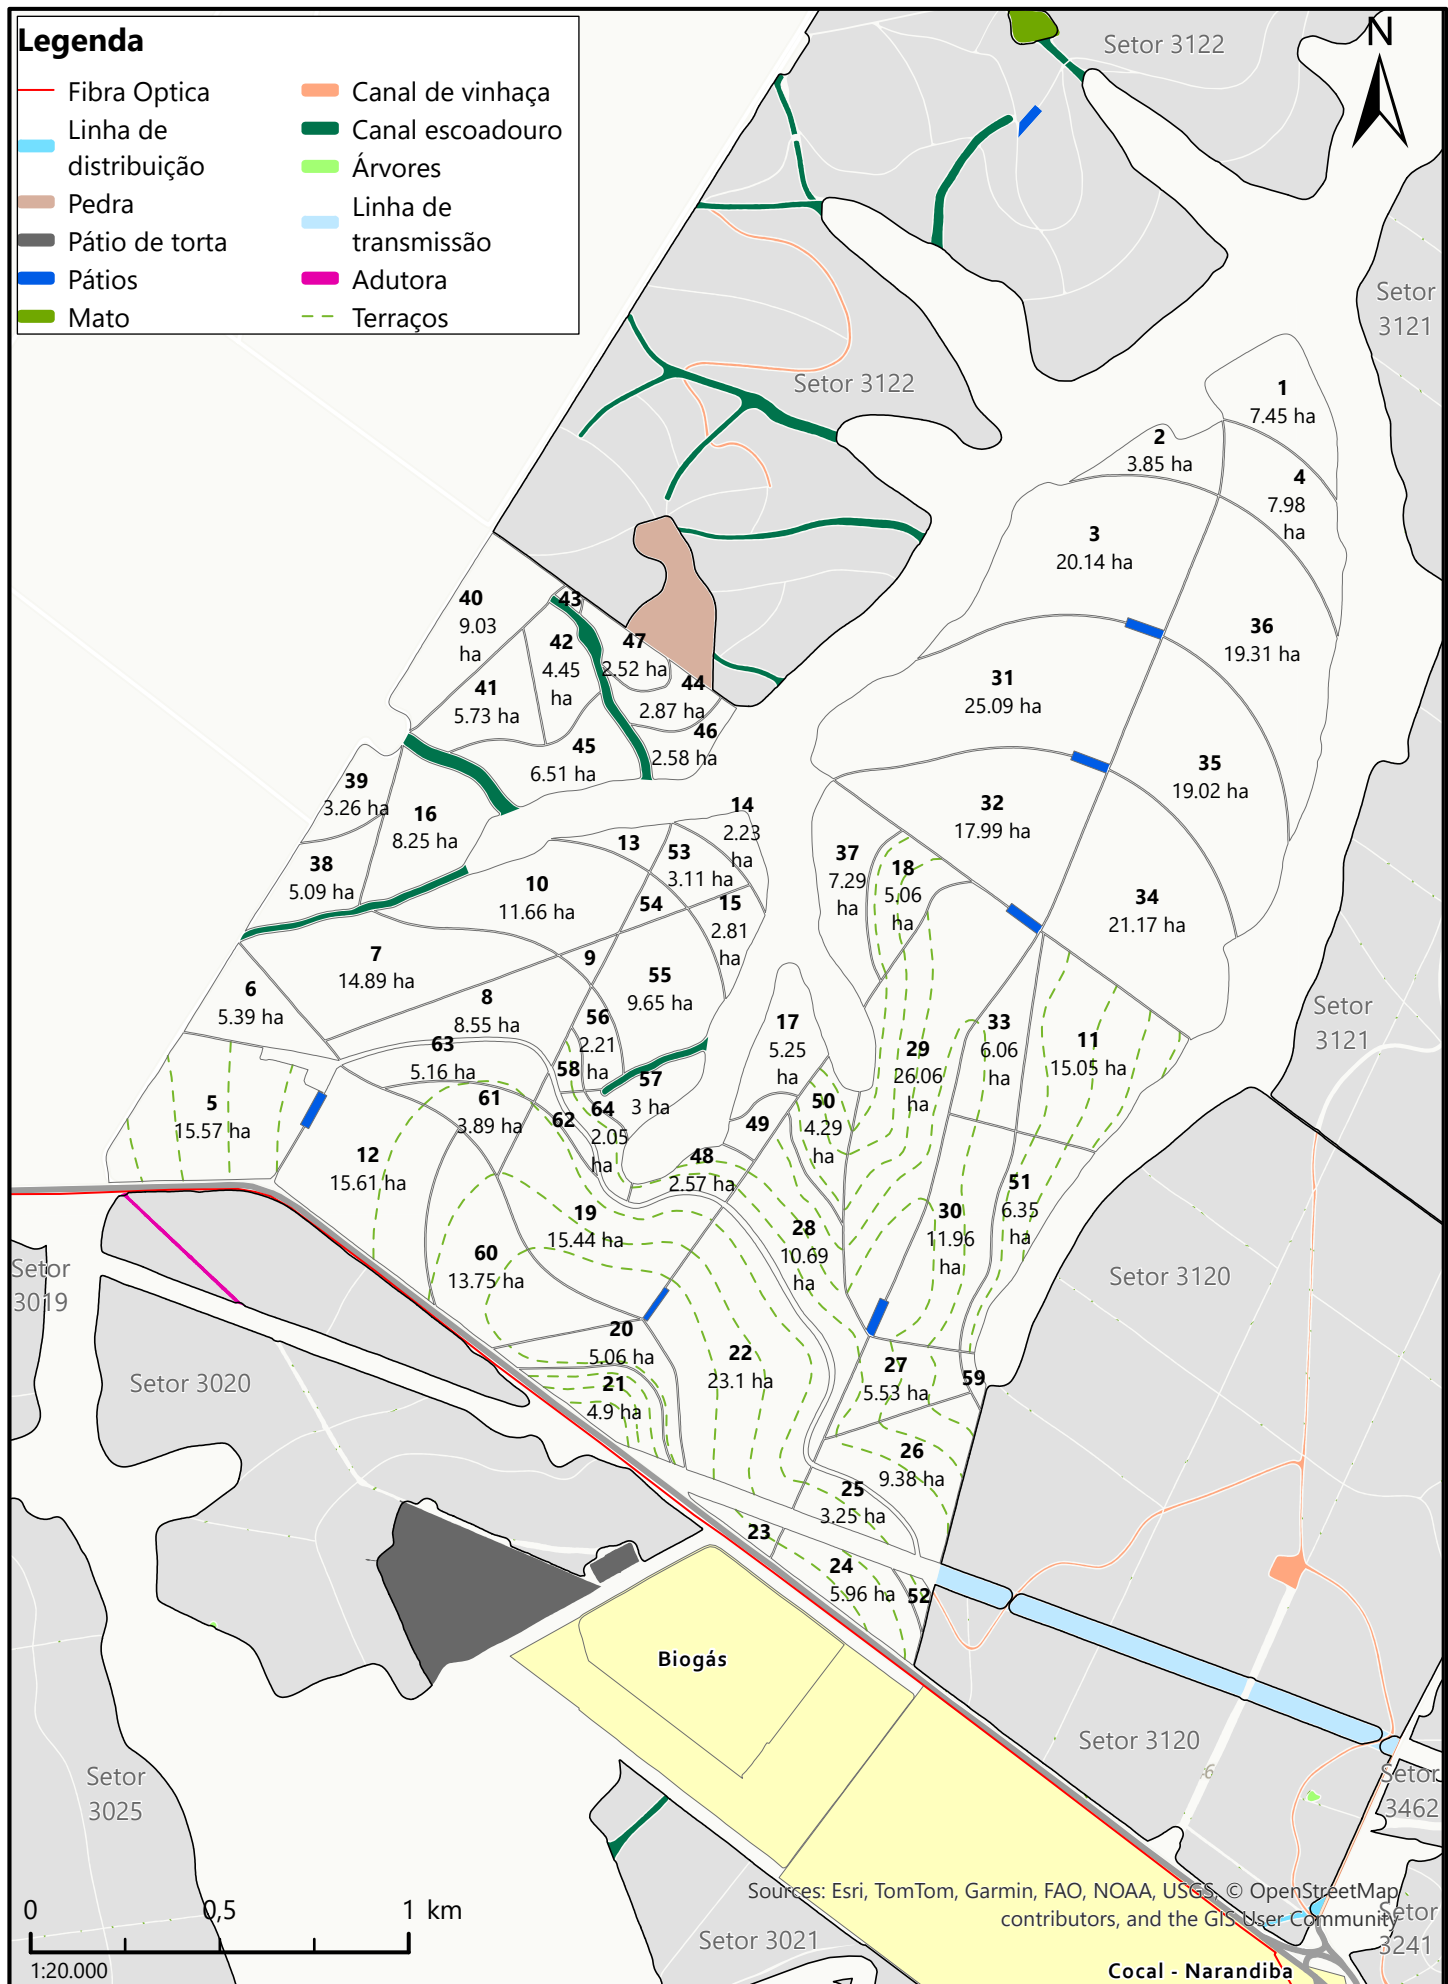 Legenda
Fibra Optica
Linha de
distribuição
Pedra
Pátio de torta
Pátios
Mato
Canal de vinhaça
Canal escoadouro
Árvores
Linha de
transmissão
Adutora
Terraços
N
Setor 3122
Setor
3121
Setor 3122
1
7.45 ha
2
3.85 ha
4
7.98
ha
3
20.14 ha
40
9.03
ha
43
42
4.45
ha
47
2.52 ha
36
19.31 ha
41
5.73 ha
44
2.87 ha
31
25.09 ha
46
2.58 ha
45
6.51 ha
39
3.26 ha
35
19.02 ha
16
8.25 ha
14
2.23
ha
32
17.99 ha
13
53
3.11 ha
37
7.29
ha
38
5.09 ha
18
5.06
ha
10
11.66 ha
54
15
2.81
ha
34
21.17 ha
7
14.89 ha
9
55
9.65 ha
6
5.39 ha
8
8.55 ha
Setor
3121
56
2.21
ha
17
5.25
ha
33
6.06
ha
63
5.16 ha
29
26.06
ha
11
15.05 ha
58
57
3 ha
5
15.57 ha
61
3.89 ha
62
64
2.05
ha
49
50
4.29
ha
12
15.61 ha
48
2.57 ha
51
6.35
ha
19
15.44 ha
28
10.69
ha
30
11.96
ha
60
13.75 ha
Setor
3019
Setor 3120
20
5.06 ha
22
23.1 ha
27
5.53 ha
59
Setor 3020
21
4.9 ha
26
9.38 ha
25
3.25 ha
23
24
5.96 ha
52
Biogás
Setor 3120
Setor
3025
6
Setor
3462
Sources: Esri, TomTom, Garmin, FAO, NOAA, USGS, © OpenStreetMap
contributors, and the GIS User Community
Setor
3241
0
0,5
1 km
Setor 3021
1:20.000
Cocal - Narandiba